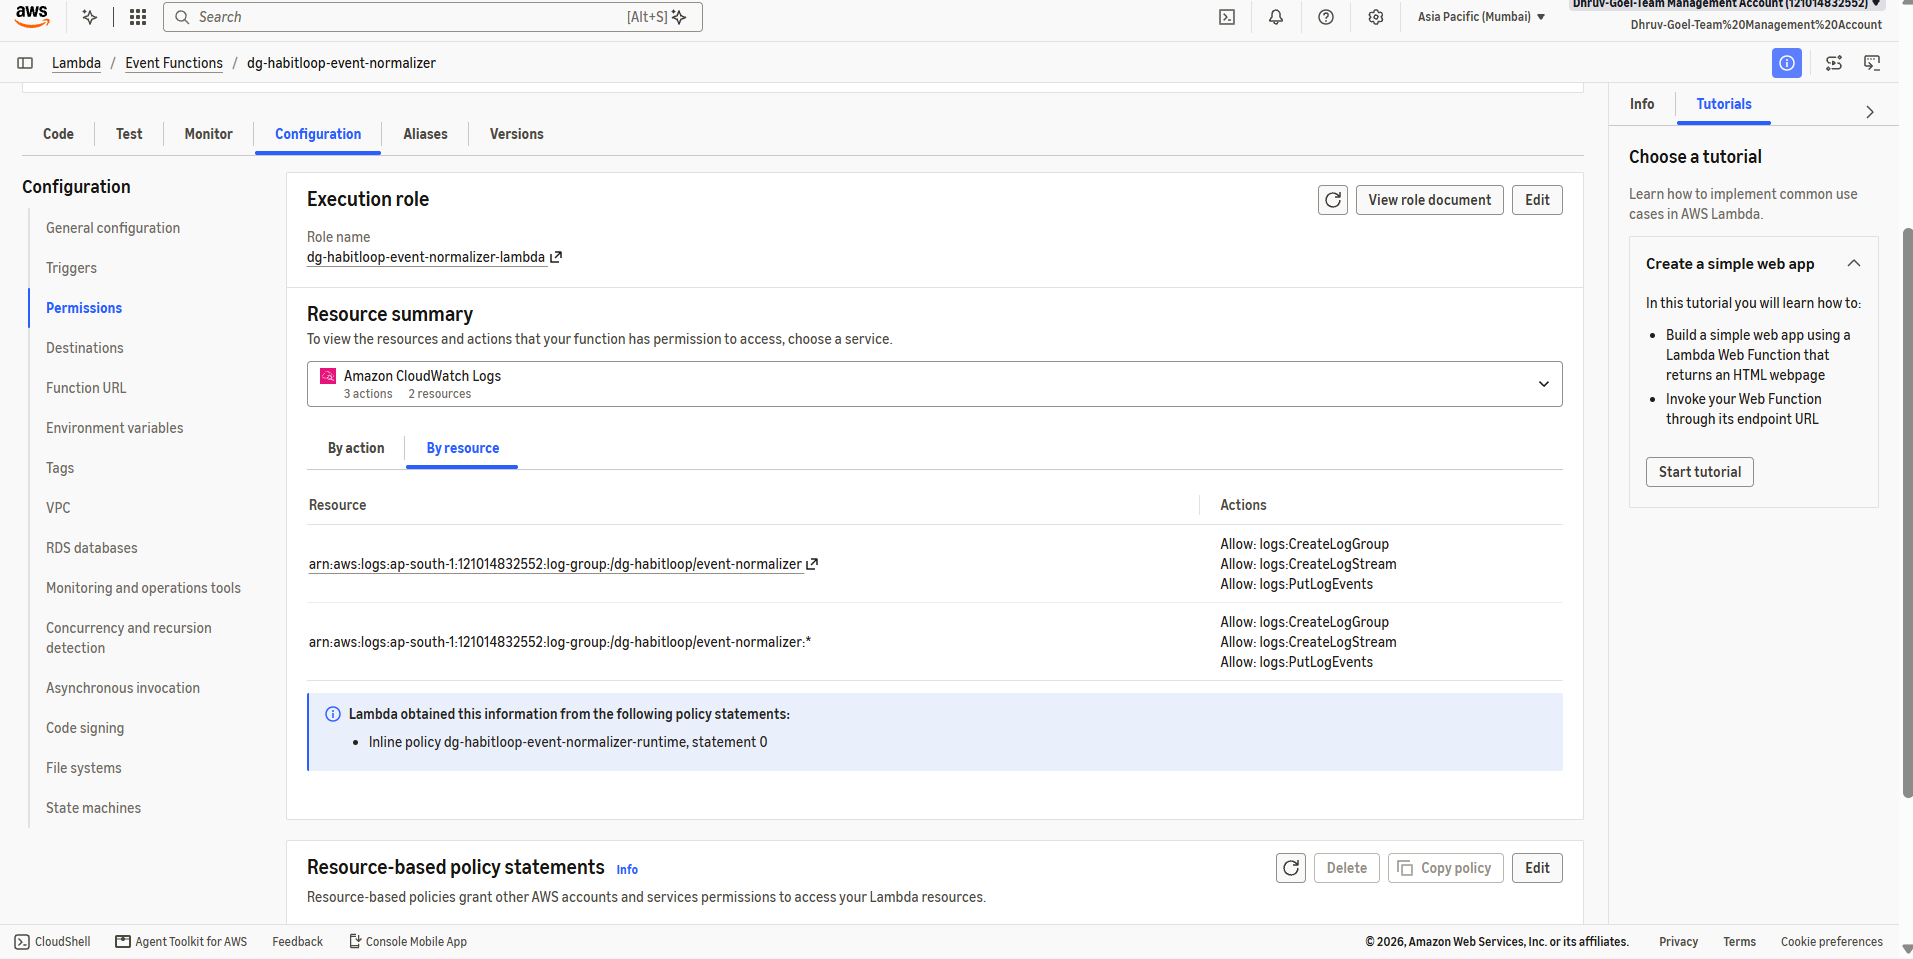 aws
Search
[Alt+S]
Asia Pacific (Mumbai)
Dhruv-Goel-Team Management Account (121014832552)
Dhruv-Goel-Team%20Management%20Account
Lambda / Event Functions / dg-habitloop-event-normalizer
Code
Test
Monitor
Configuration
Aliases
Versions
Configuration
General configuration
Triggers
Permissions
Destinations
Function URL
Environment variables
Tags
VPC
RDS databases
Monitoring and operations tools
Concurrency and recursion
detection
Asynchronous invocation
Code signing
File systems
State machines
Execution role
View role document
Edit
Role name
dg-habitloop-event-normalizer-lambda
Resource summary
To view the resources and actions that your function has permission to access, choose a service.
Amazon CloudWatch Logs
3 actions 2 resources
By action
By resource
Resource
Actions
arn:aws:logs:ap-south-1:121014832552:log-group:/dg-habitloop/event-normalizer
Allow: logs:CreateLogGroup
Allow: logs:CreateLogStream
Allow: logs:PutLogEvents
arn:aws:logs:ap-south-1:121014832552:log-group:/dg-habitloop/event-normalizer:*
Allow: logs:CreateLogGroup
Allow: logs:CreateLogStream
Allow: logs:PutLogEvents
Lambda obtained this information from the following policy statements:
• Inline policy dg-habitloop-event-normalizer-runtime, statement 0
Resource-based policy statements Info
Delete
Copy policy
Edit
Resource-based policies grant other AWS accounts and services permissions to access your Lambda resources.
Info
Tutorials
Choose a tutorial
Learn how to implement common use
cases in AWS Lambda.
Create a simple web app
In this tutorial you will learn how to:
• Build a simple web app using a
Lambda Web Function that
returns an HTML webpage
• Invoke your Web Function
through its endpoint URL
Start tutorial
CloudShell
Agent Toolkit for AWS
Feedback
Console Mobile App
© 2026, Amazon Web Services, Inc. or its affiliates.
Privacy
Terms
Cookie preferences